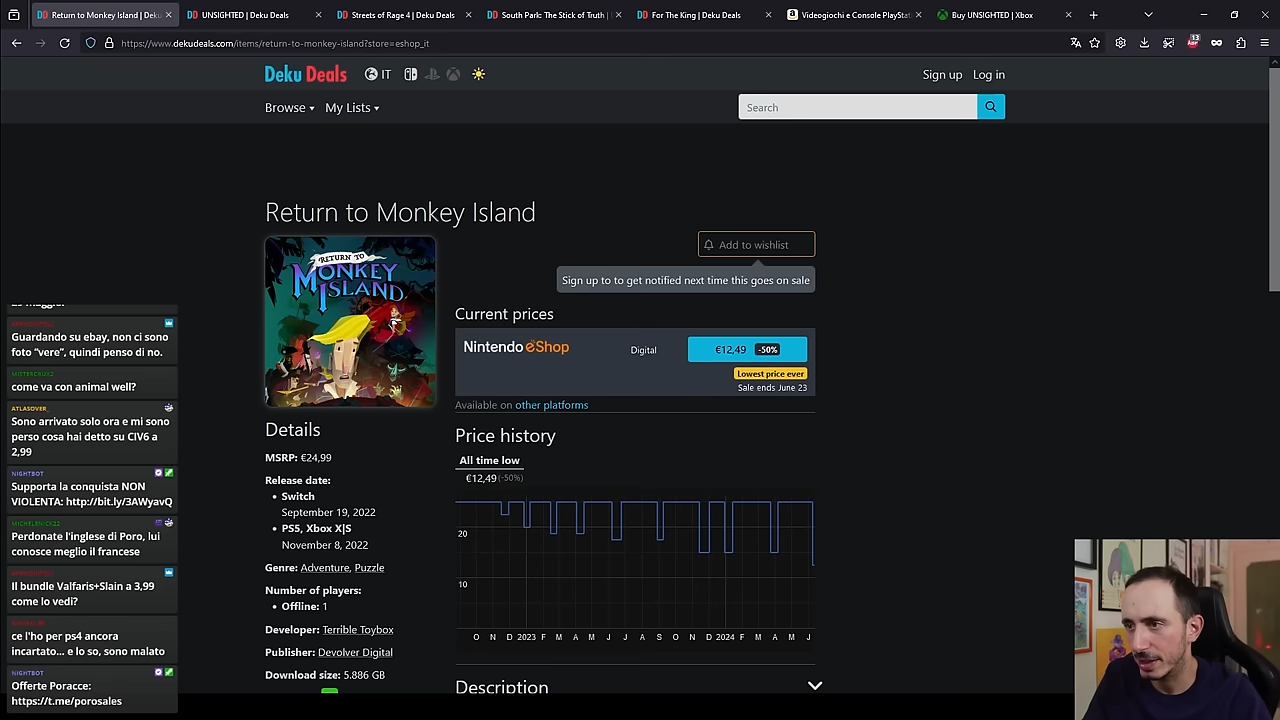 Return to Monkey Island | Deku
UNSIGHTED | Deku Deals
Streets of Rage 4 | Deku Deals
South Park: The Stick of Truth |
For The King | Deku Deals
Videogiochi e Console PlaySta
Buy UNSIGHTED | Xbox
https://www.dekudeals.com/items/return-to-monkey-island?store=eshop_it
13
Deku Deals
IT
Sign up
Log in
Browse
My Lists
Search
Return to Monkey Island
RETURN TO
MONKEY
ISLAND
Add to wishlist
Sign up to to get notified next time this goes on sale
Current prices
Nintendo eShop
Digital
€12,49 -50%
Lowest price ever
Sale ends June 23
Available on other platforms
Details
MSRP: €24,99
Release date:
Switch
September 19, 2022
PS5, Xbox X|S
November 8, 2022
Genre: Adventure, Puzzle
Number of players:
Offline: 1
Developer: Terrible Toybox
Publisher: Devolver Digital
Download size: 5.886 GB
Price history
All time low
€12,49 (-50%)
20
10
O N D 2023 F M A M J J A S O N D 2024 F M A M J
Description
Guardando su ebay, non ci sono
foto “vere”, quindi penso di no.
come va con animal well?
ATLASOVER_
Sono arrivato solo ora e mi sono
perso cosa hai detto su CIV6 a
2,99
NIGHTBOT
Supporta la conquista NON
VIOLENTA: http://bit.ly/3AWyavQ
MICHELENICK22
Perdonate l'inglese di Poro, lui
conosce meglio il francese
Il bundle Valfaris+Slain a 3,99
come lo vedi?
ce l'ho per ps4 ancora
incartato... e lo so, sono malato
NIGHTBOT
Offerte Poracce:
https://t.me/porosales